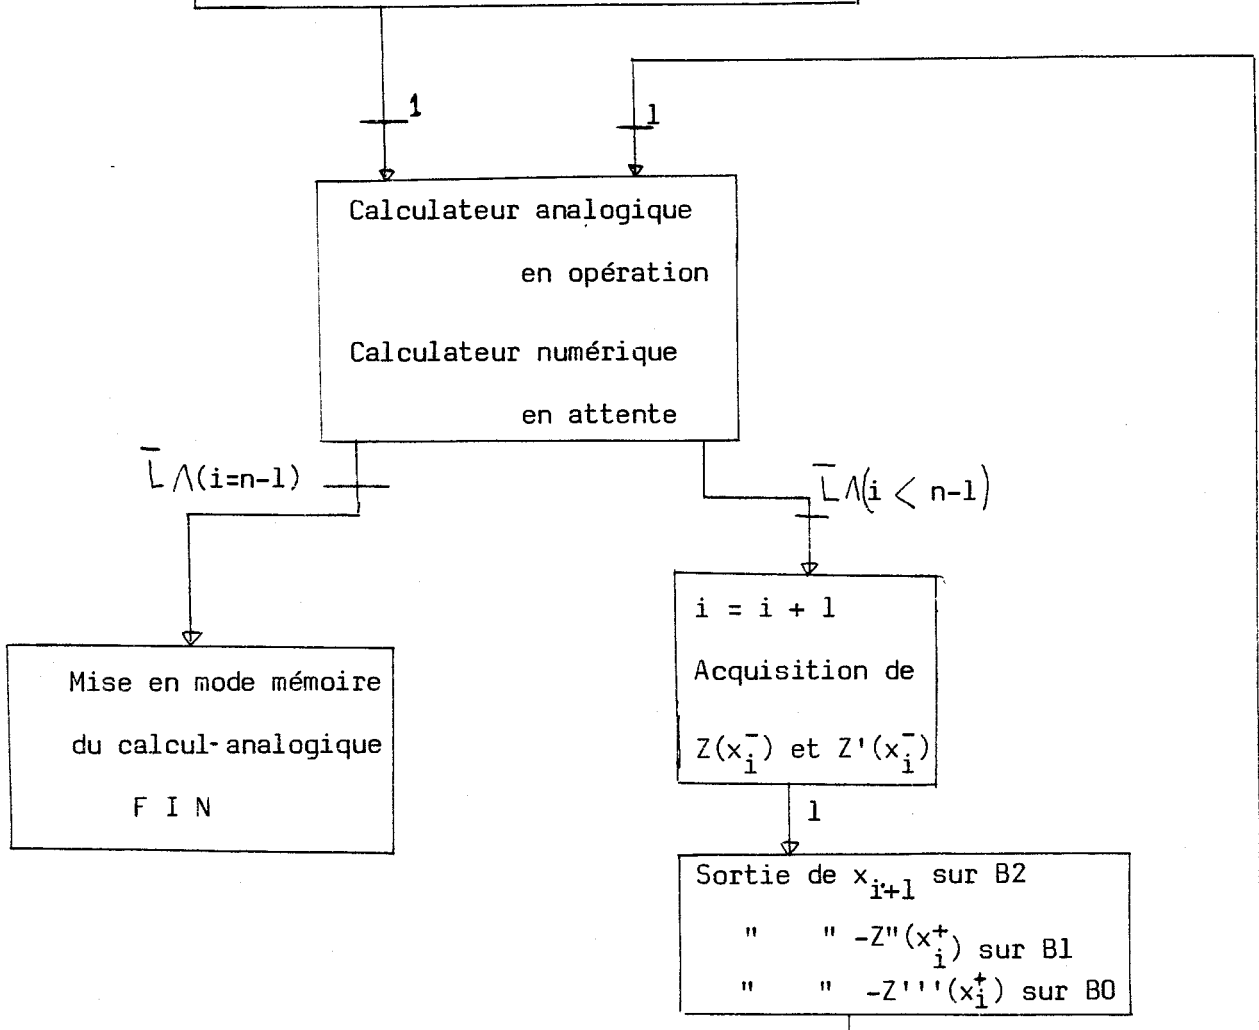 1
1
Calculateur analogique
en opération
Calculateur numérique
en attente
L̅ Λ(i=n-1)
L̅ Λ(i < n-1)
i = i + 1
Acquisition de
Z(x_i^-) et Z'(x_i^-)
Mise en mode mémoire
du calcul-analogique
F I N
1
Sortie de x_{i+1} sur B2
" " -Z"(x_i^+) sur B1
" " -Z'''(x_i^+) sur B0